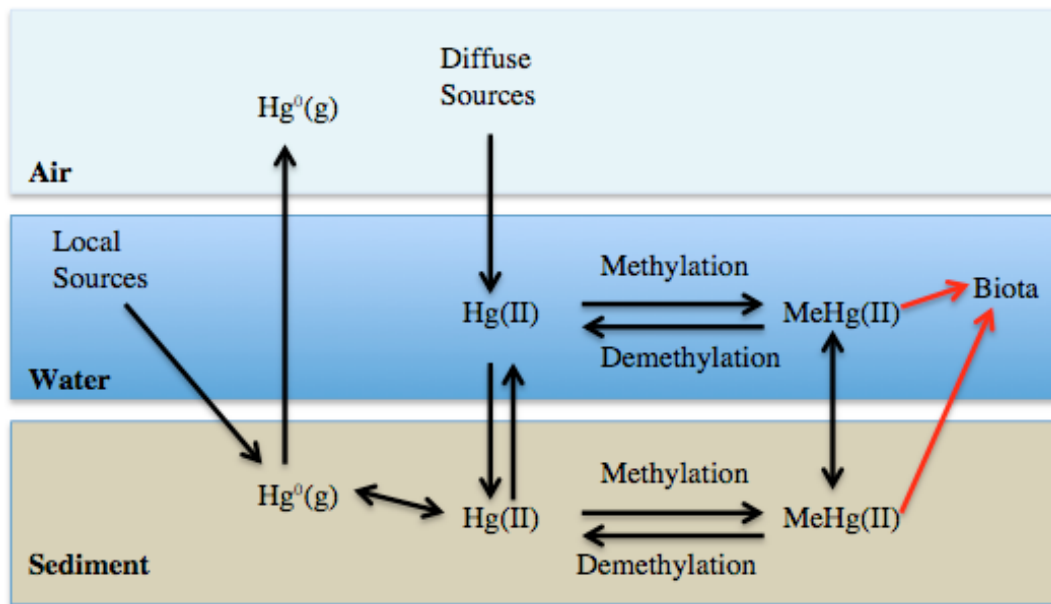 Diffuse
Sources
Hg⁰(g)
Air
Local
Sources
Methylation
Hg(II)
MeHg(II)
Biota
Demethylation
Water
Methylation
Hg⁰(g)
Hg(II)
MeHg(II)
Demethylation
Sediment